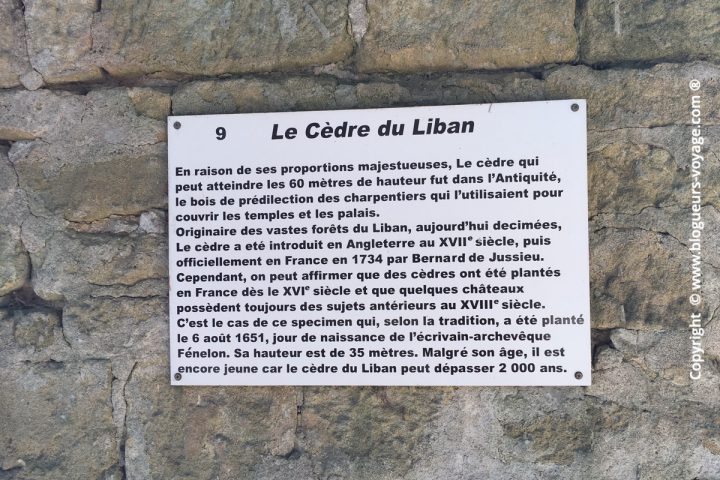 9 Le Cèdre du Liban
En raison de ses proportions majestueuses, Le cèdre qui
peut atteindre les 60 mètres de hauteur fut dans l'Antiquité,
le bois de prédilection des charpentiers qui l'utilisaient pour
couvrir les temples et les palais.
Originaire des vastes forêts du Liban, aujourd'hui decimées,
Le cèdre a eté introduit en Angleterre au XVIIe siècle, puis
officiellement en France en 1734 par Bernard de Jussieu.
Cependant, on peut affirmer que des cèdres ont été plantés
en France dès le XVIe siècle et que quelques châteaux
possèdent toujours des sujets antérieurs au XVIIIe siècle.
C'est le cas de ce specimen qui, selon la tradition, a été planté
le 6 août 1651, jour de naissance de l'écrivain-archevêque
Fénelon. Sa hauteur est de 35 mètres. Malgré son âge, il est
encore jeune car le cèdre du Liban peut dépasser 2 000 ans.
Copyright © www.blogueurs-voyage.com ®